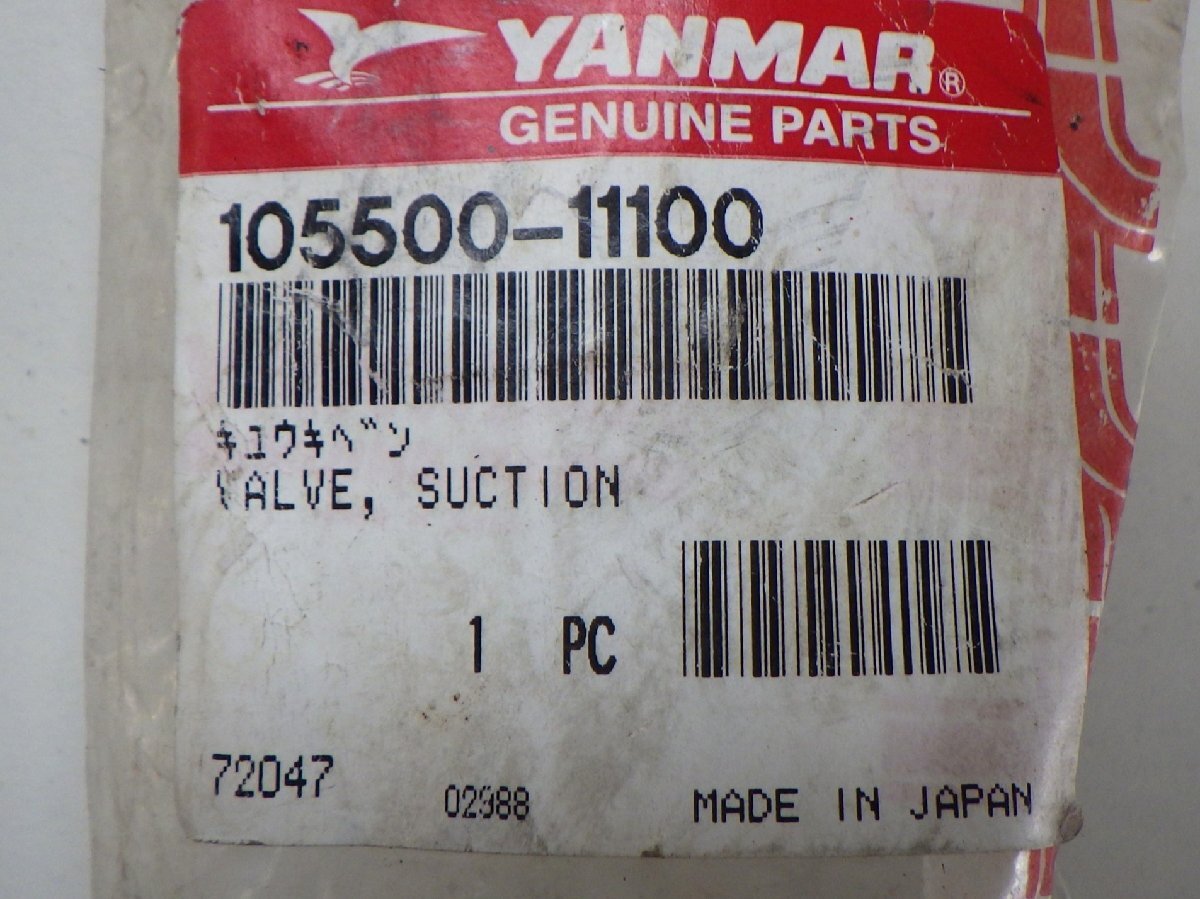 YANMAR®
GENUINE PARTS
105500-11100
キュウキベン
VALVE, SUCTION
1 PC
72047
02988
MADE IN JAPAN